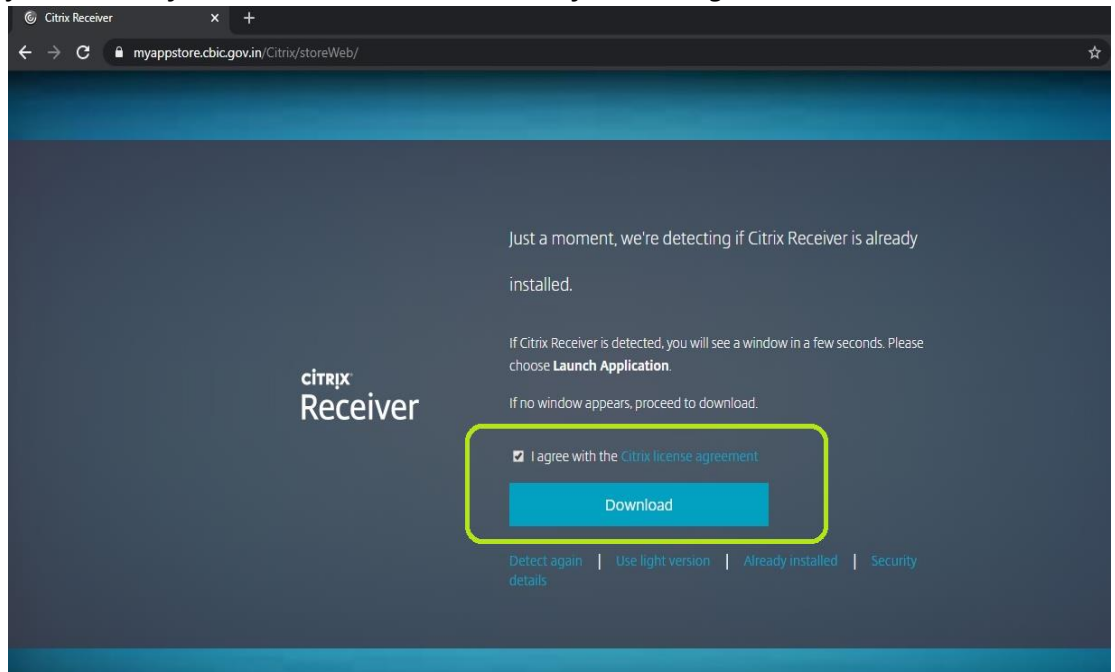 Citrix Receiver
myappstore.cbic.gov.in/Citrix/storeWeb/
Just a moment, we're detecting if Citrix Receiver is already
installed.
If Citrix Receiver is detected, you will see a window in a few seconds. Please
choose Launch Application.
If no window appears, proceed to download.
CITRIX
Receiver
I agree with the Citrix license agreement
Download
Detect again | Use light version | Already installed | Security
details